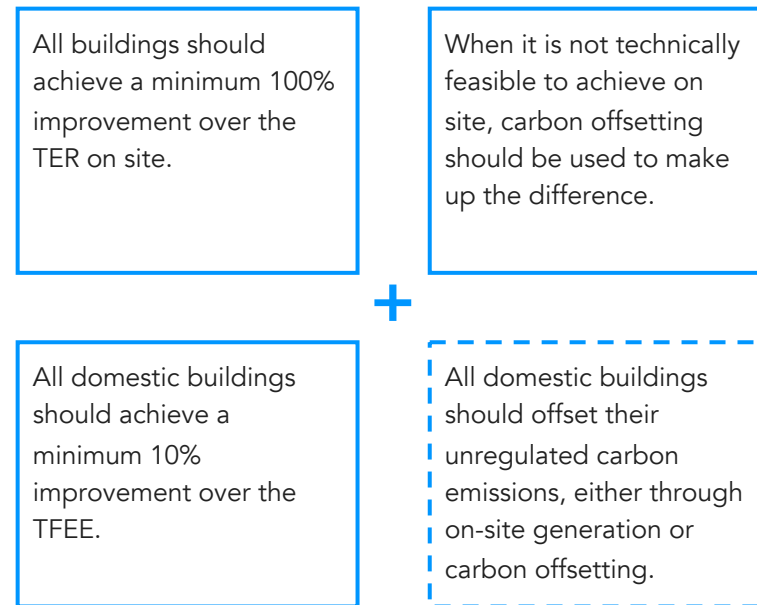 All buildings should
achieve a minimum 100%
improvement over the
TER on site.
When it is not technically
feasible to achieve on
site, carbon offsetting
should be used to make
up the difference.
+
All domestic buildings
should achieve a
minimum 10%
improvement over the
TFEE.
All domestic buildings
should offset their
unregulated carbon
emissions, either through
on-site generation or
carbon offsetting.